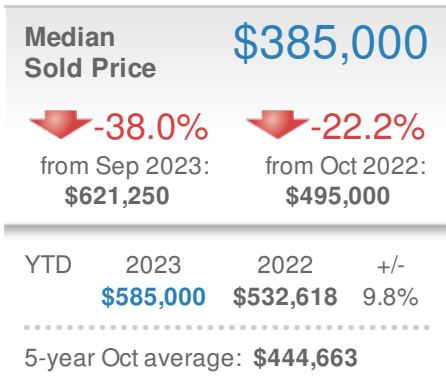 Median
Sold Price
$385,000
-38.0% -22.2%
from Sep 2023: from Oct 2022:
$621,250 $495,000
YTD 2023 2022 +/-
$585,000 $532,618 9.8%
5-year Oct average: $444,663